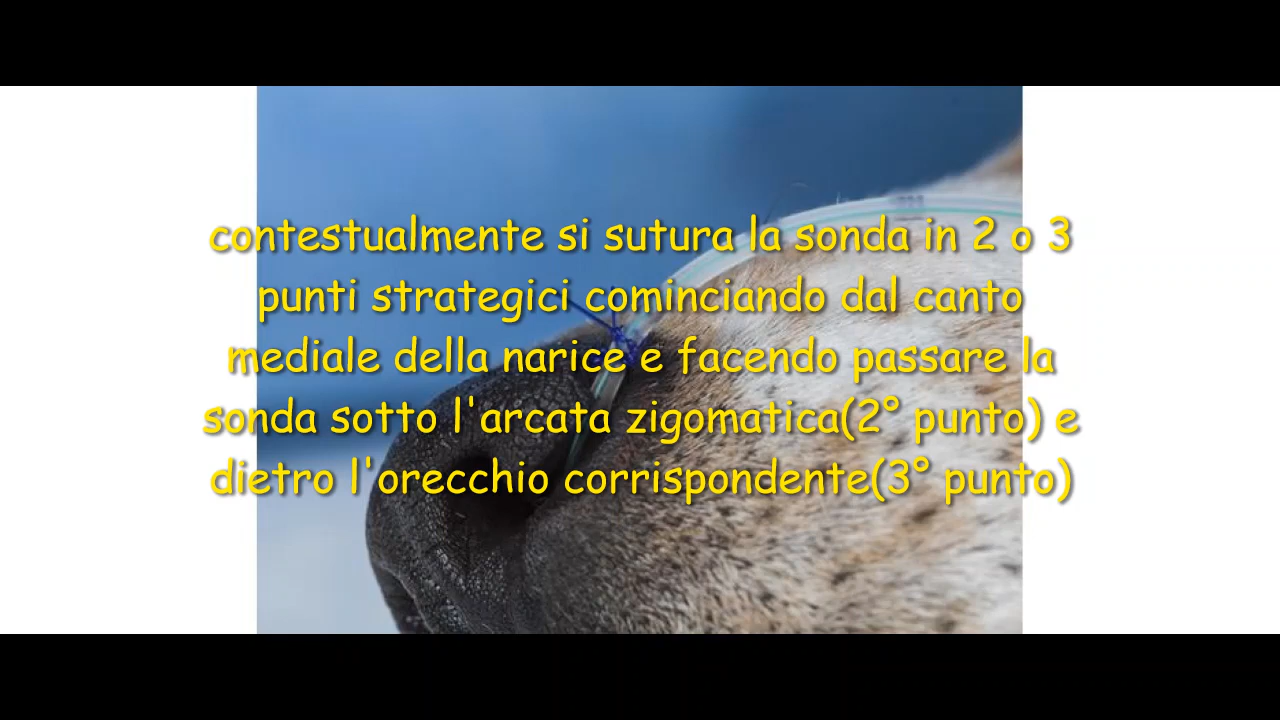 contestualmente si sutura la sonda in 2 o 3
punti strategici cominciando dal canto
mediale della narice e facendo passare la
sonda sotto l'arcata zigomatica(2° punto) e
dietro l'orecchio corrispondente(3° punto)